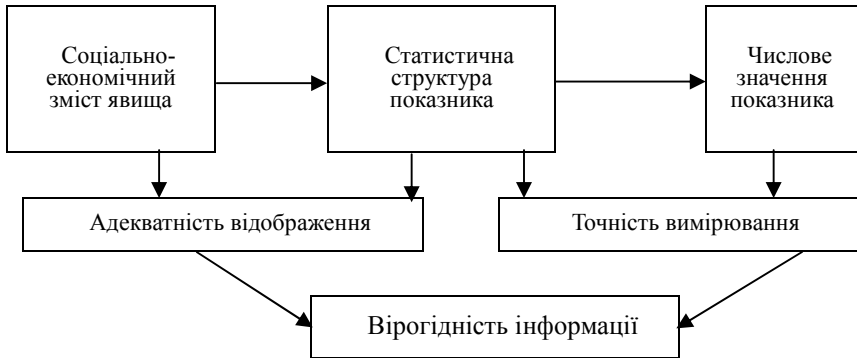 Соціально-
економічний
зміст явища
Статистична
структура
показника
Числове
значення
показника
Адекватність відображення
Точність вимірювання
Вірогідність інформації